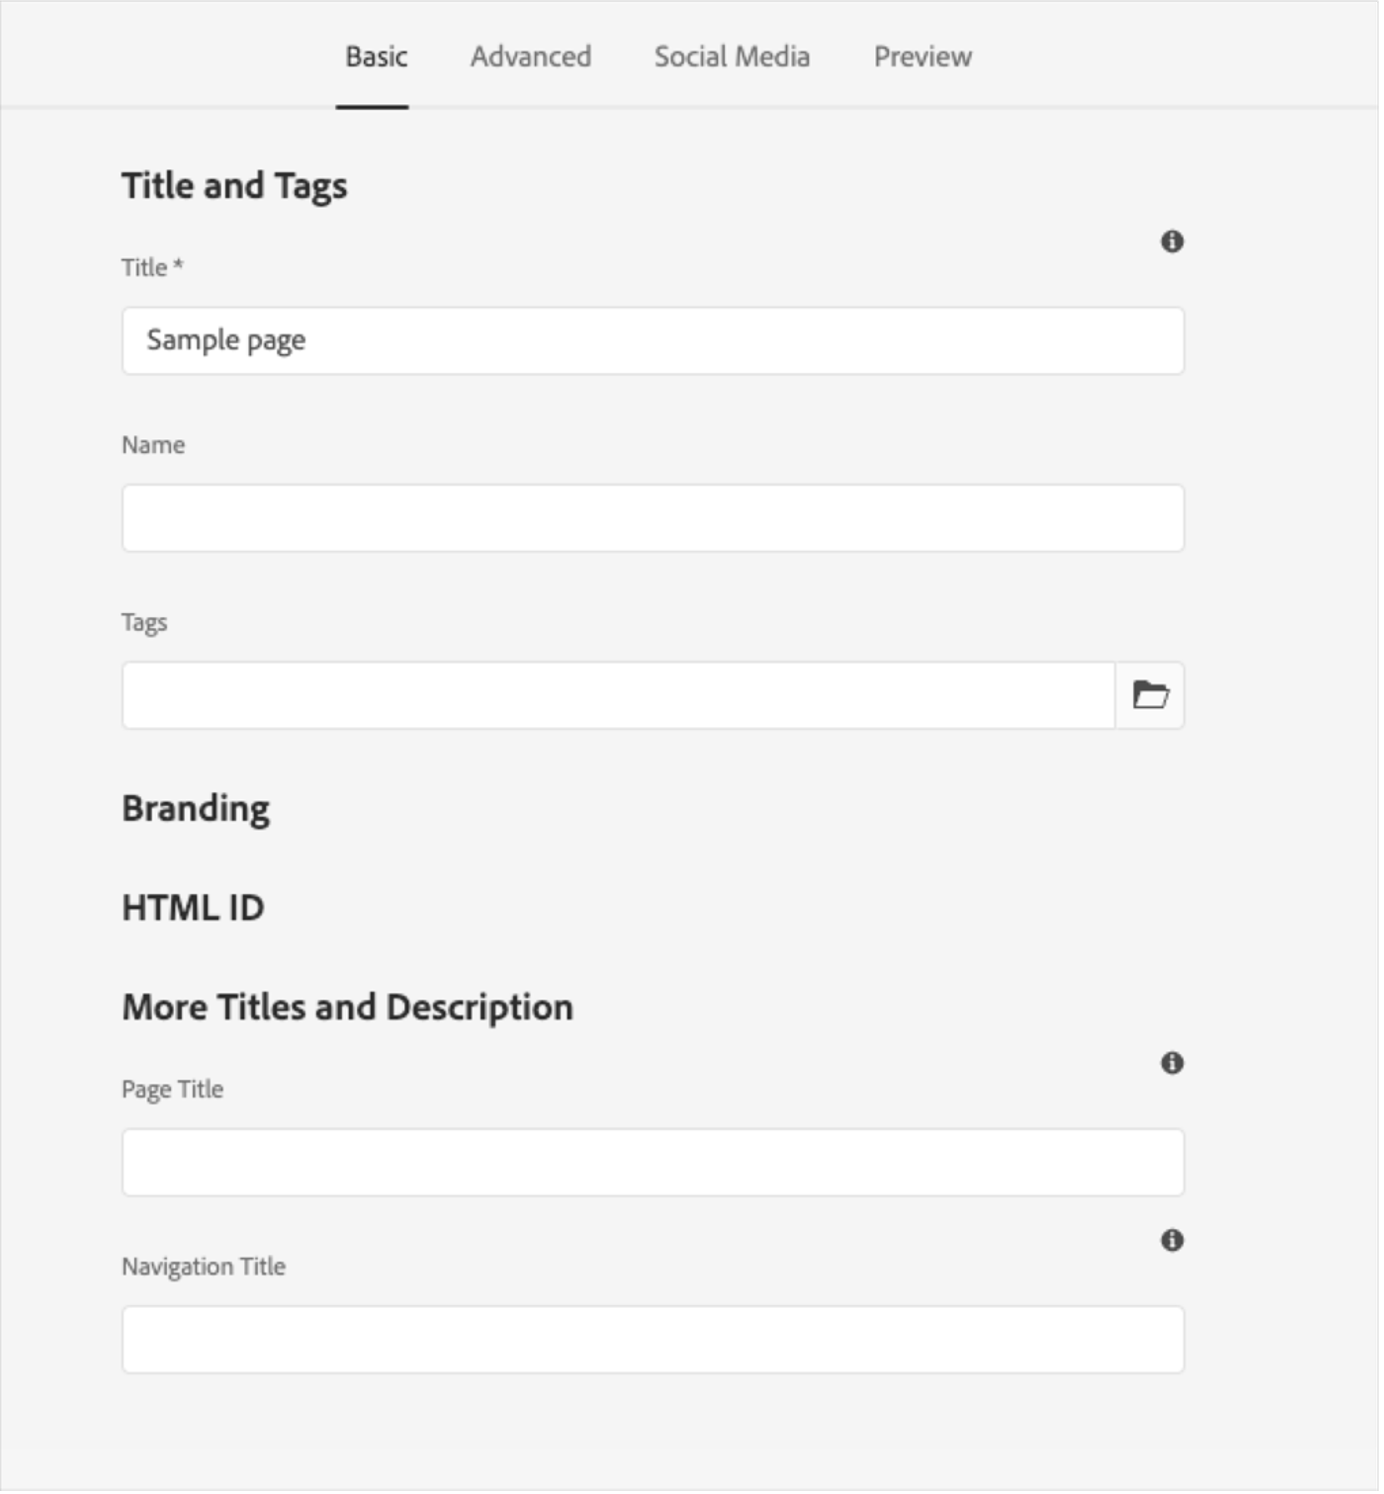 Basic Advanced Social Media Preview
Title and Tags
Title *
Sample page
Name
Tags
Branding
HTML ID
More Titles and Description
Page Title
Navigation Title